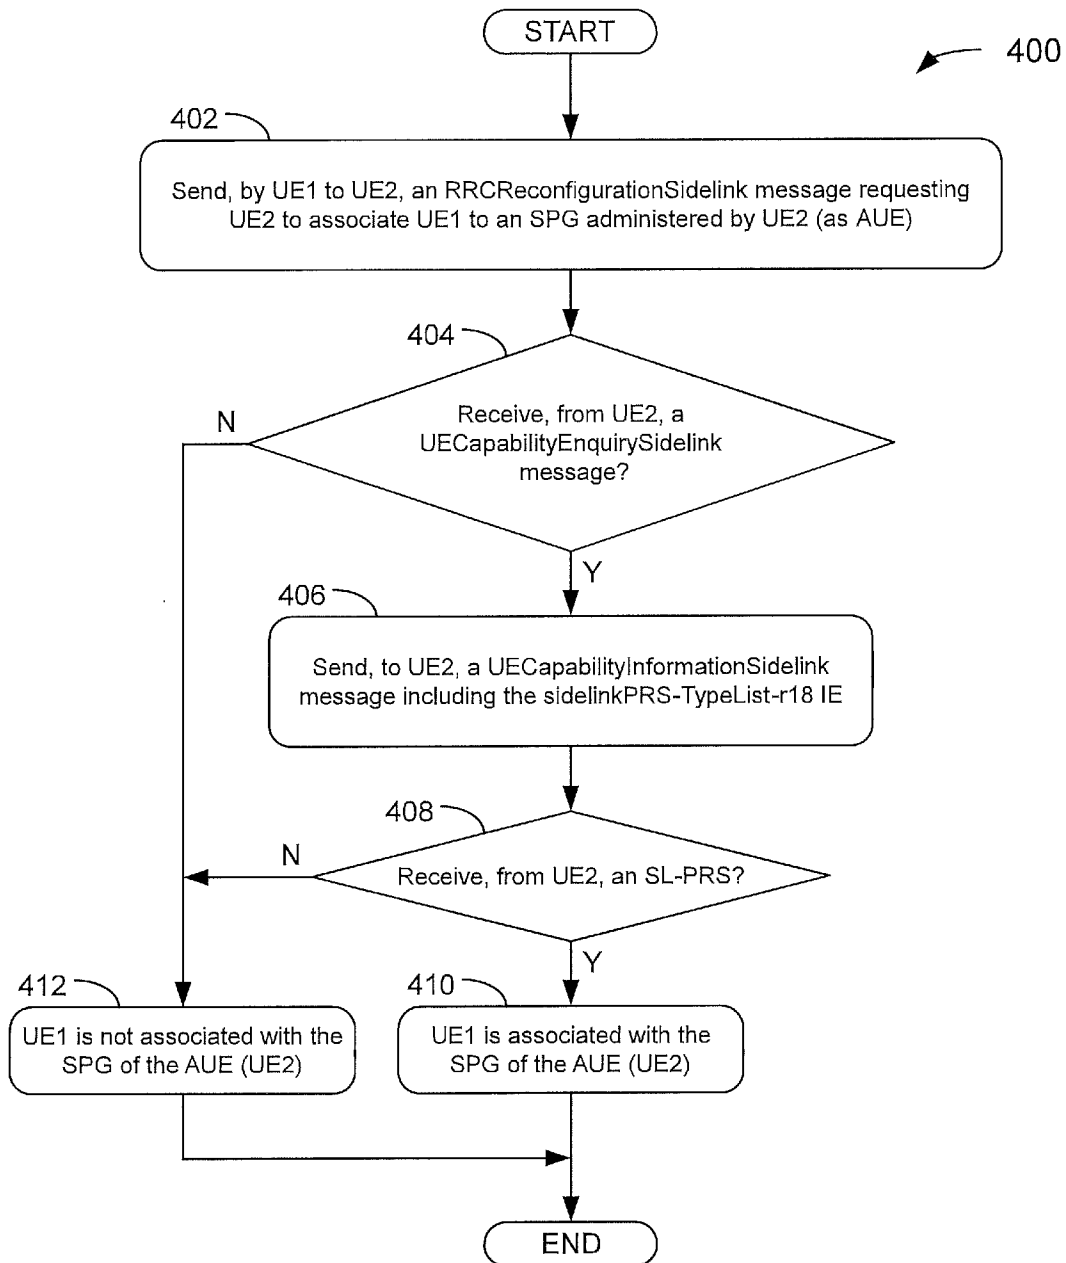 START
400
402
Send, by UE1 to UE2, an RRCReconfigurationSidelink message requesting
UE2 to associate UE1 to an SPG administered by UE2 (as AUE)
404
N
Receive, from UE2, a
UECapabilityEnquirySidelink
message?
Y
406
Send, to UE2, a UECapabilityInformationSidelink
message including the sidelinkPRS-TypeList-r18 IE
408
N
Receive, from UE2, an SL-PRS?
Y
412
410
UE1 is not associated with the
SPG of the AUE (UE2)
UE1 is associated with the
SPG of the AUE (UE2)
END